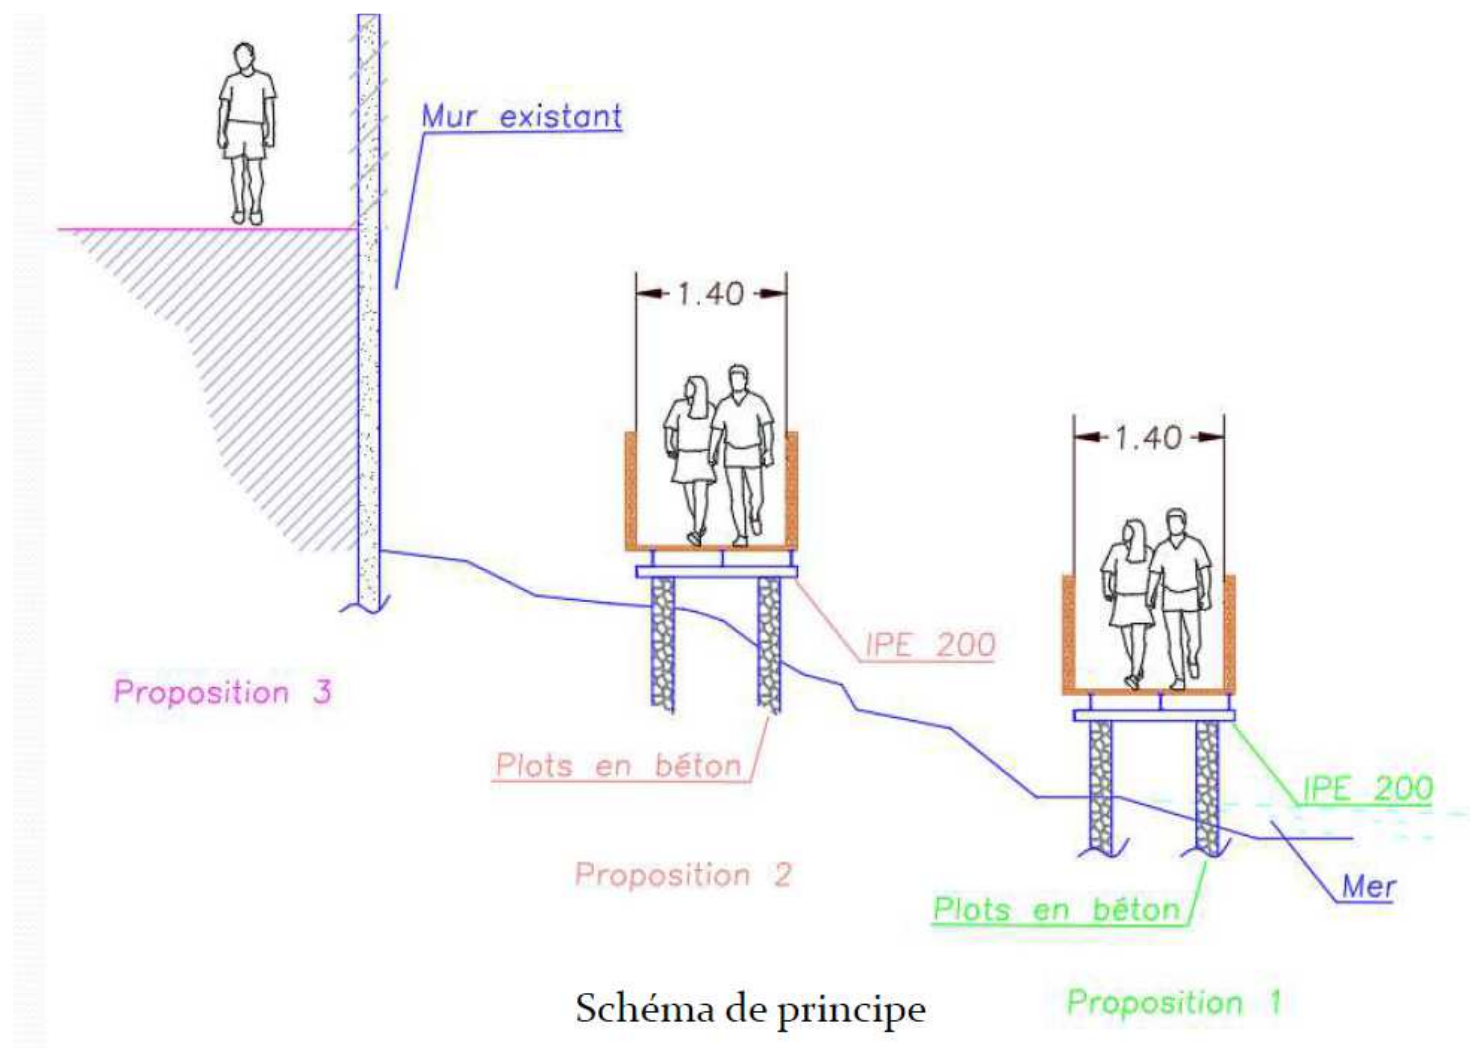 Mur existant
1.40
1.40
IPE 200
Proposition 3
Plots en béton
IPE 200
Proposition 2
Mer
Plots en béton
Schéma de principe
Proposition 1